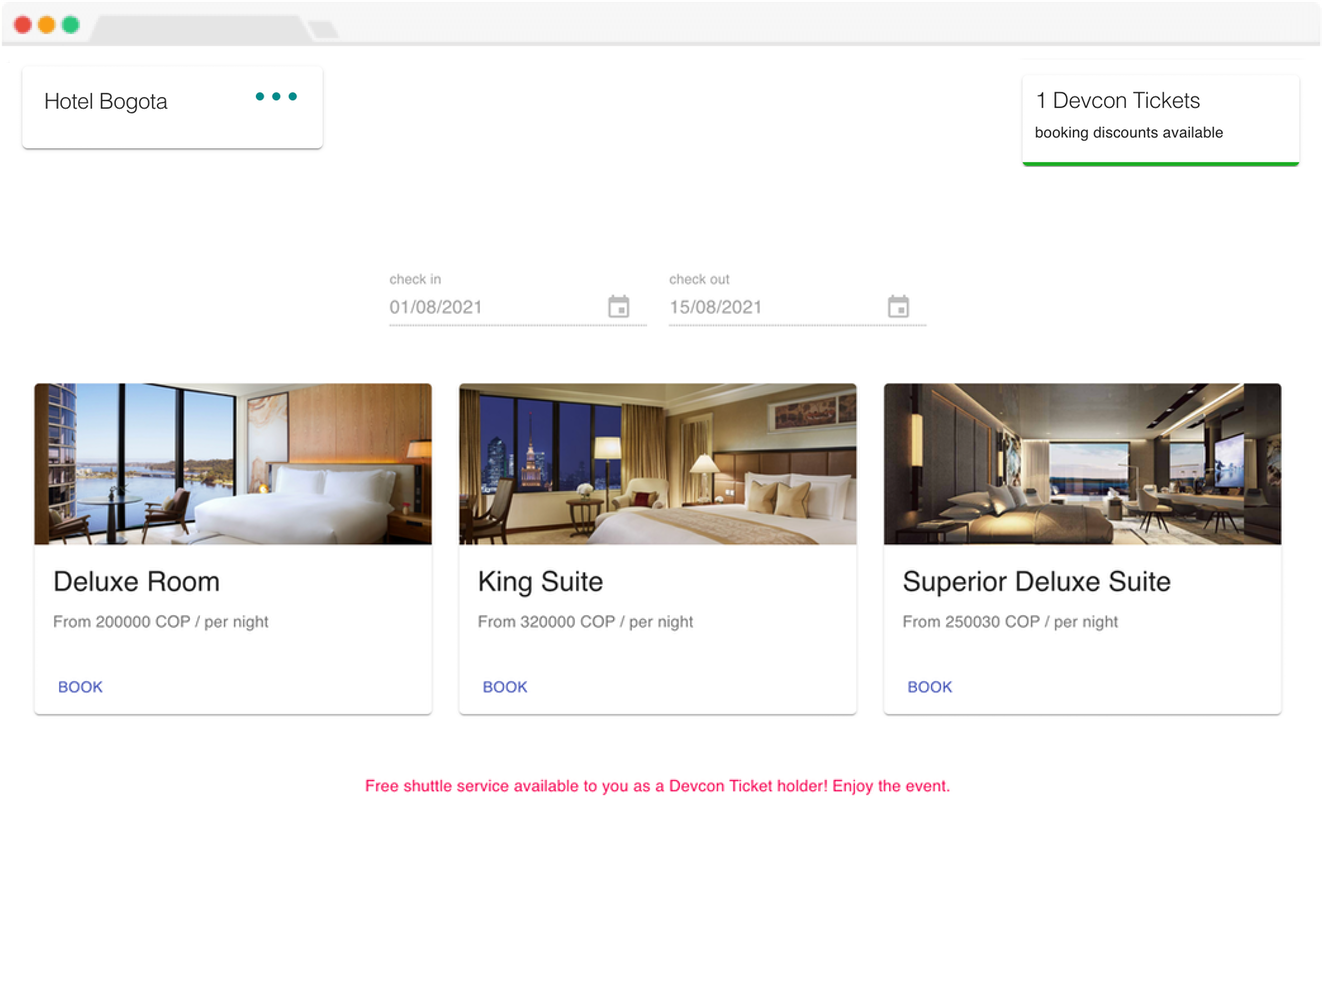 Hotel Bogota
1 Devcon Tickets
booking discounts available
check in
01/08/2021
check out
15/08/2021
Deluxe Room
From 200000 COP / per night
BOOK
King Suite
From 320000 COP / per night
BOOK
Superior Deluxe Suite
From 250030 COP / per night
BOOK
Free shuttle service available to you as a Devcon Ticket holder! Enjoy the event.